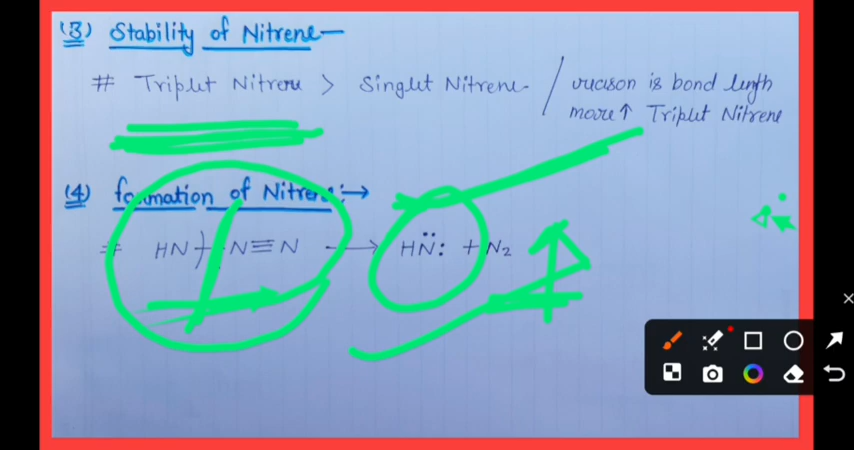 (3) Stability of Nitrene—
# Triplet Nitrene > Singlet Nitrene / reason is bond length
more ↑ Triplet Nitrene
(4) formation of Nitrene:→
# HN + N≡N → HN̈: + N₂ ↑